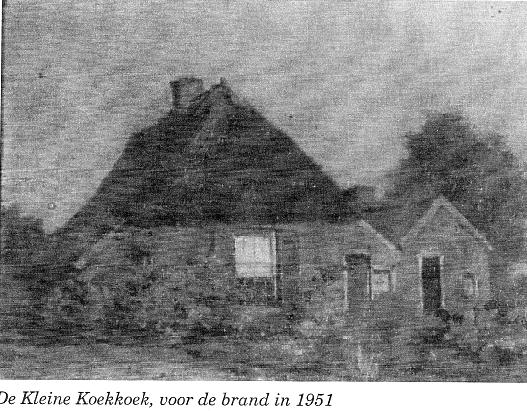 De Kleine Koekkoek, voor de brand in 1951